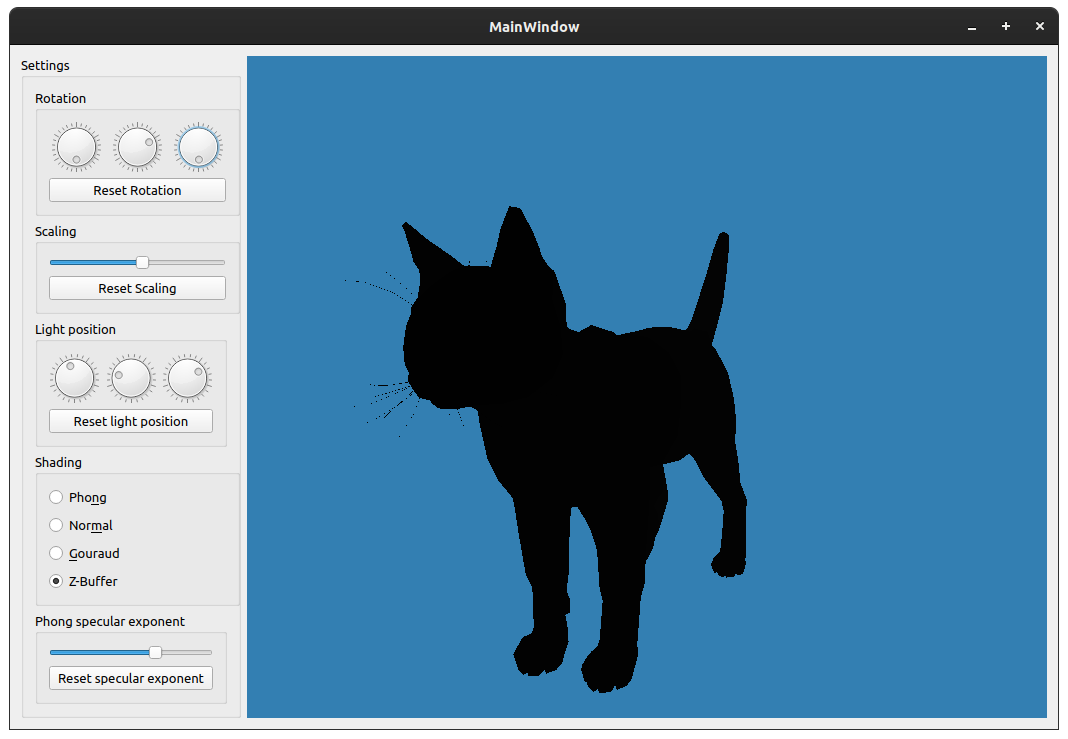 MainWindow
Settings
Rotation
Reset Rotation
Scaling
Reset Scaling
Light position
Reset light position
Shading
Phong
Normal
Gouraud
Z-Buffer
Phong specular exponent
Reset specular exponent